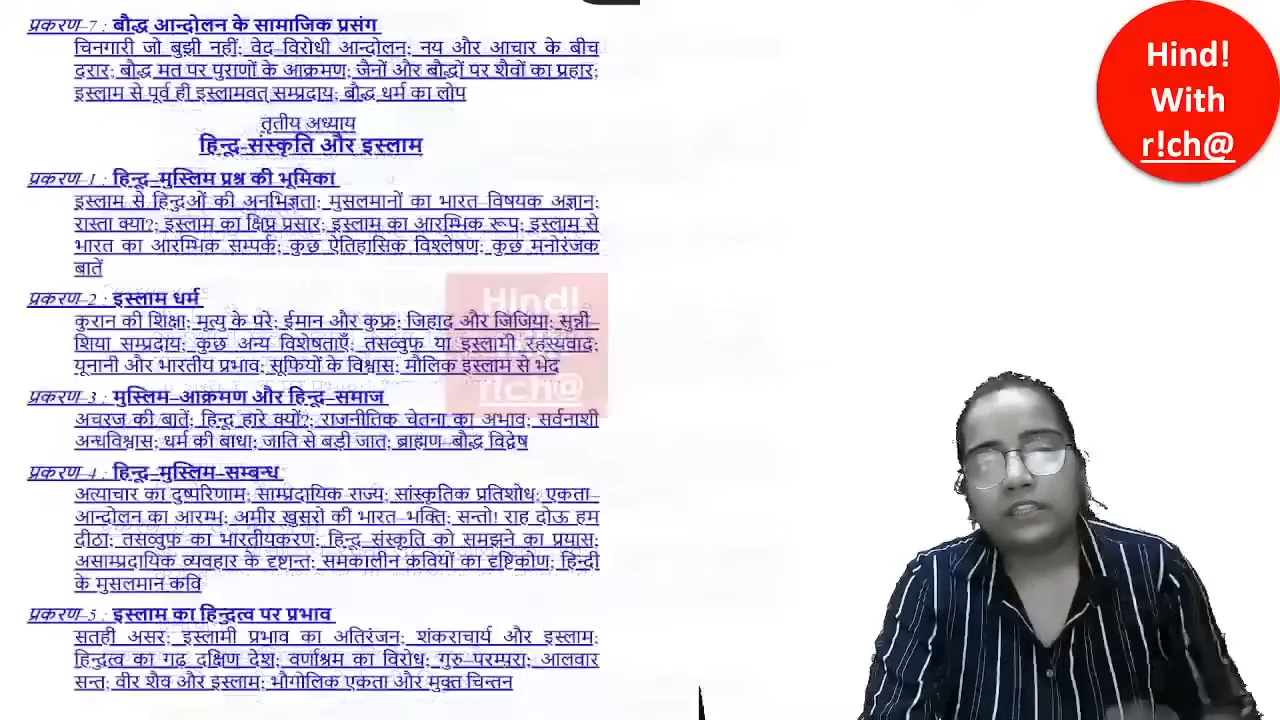 प्रकरण-7 : बौद्ध आन्दोलन के सामाजिक प्रसंग
चिनगारी जो बुझी नहीं; वेद-विरोधी आन्दोलन; नय और आचार के बीच
दरार; बौद्ध मत पर पुराणों के आक्रमण; जैनों और बौद्धों पर शैवों का प्रहार;
इस्लाम से पूर्व ही इस्लामवत् सम्प्रदाय; बौद्ध धर्म का लोप
तृतीय अध्याय
हिन्दू-संस्कृति और इस्लाम
प्रकरण-1 : हिन्दू-मुस्लिम प्रश्न की भूमिका
इस्लाम से हिन्दुओं की अनभिज्ञता; मुसलमानों का भारत-विषयक अज्ञान;
रास्ता क्या?; इस्लाम का क्षिप्र प्रसार; इस्लाम का आरम्भिक रूप; इस्लाम से
भारत का आरम्भिक सम्पर्क; कुछ ऐतिहासिक विश्लेषण; कुछ मनोरंजक
बातें
प्रकरण-2 : इस्लाम धर्म
कुरान की शिक्षा; मृत्यु के परे; ईमान और कुफ्र; जिहाद और जिजिया; सुन्नी-
शिया सम्प्रदाय; कुछ अन्य विशेषताएँ; तसव्वुफ या इस्लामी रहस्यवाद;
यूनानी और भारतीय प्रभाव; सूफियों के विश्वास; मौलिक इस्लाम से भेद
प्रकरण-3 : मुस्लिम-आक्रमण और हिन्दू-समाज
अचरज की बातें; हिन्दू हारे क्यों?; राजनीतिक चेतना का अभाव; सर्वनाशी
अन्धविश्वास; धर्म की बाधा; जाति से बड़ी जात; ब्राह्मण-बौद्ध विद्वेष
प्रकरण-4 : हिन्दू-मुस्लिम-सम्बन्ध
अत्याचार का दुष्परिणाम; साम्प्रदायिक राज्य; सांस्कृतिक प्रतिशोध; एकता-
आन्दोलन का आरम्भ; अमीर खुसरो की भारत-भक्ति; सन्तो! राह दोऊ हम
दीठा; तसव्वुफ का भारतीयकरण; हिन्दू संस्कृति को समझने का प्रयास;
असाम्प्रदायिक व्यवहार के दृष्टान्त; समकालीन कवियों का दृष्टिकोण; हिन्दी
के मुसलमान कवि
प्रकरण-5 : इस्लाम का हिन्दुत्व पर प्रभाव
सतही असर; इस्लामी प्रभाव का अतिरंजन; शंकराचार्य और इस्लाम;
हिन्दुत्व का गढ़ दक्षिण देश; वर्णाश्रम का विरोध; गुरु-परम्परा; आलवार
सन्त; वीर शैव और इस्लाम; भौगोलिक एकता और मुक्त चिन्तन
Hind!
With
r!ch@
Hind!
r!ch@